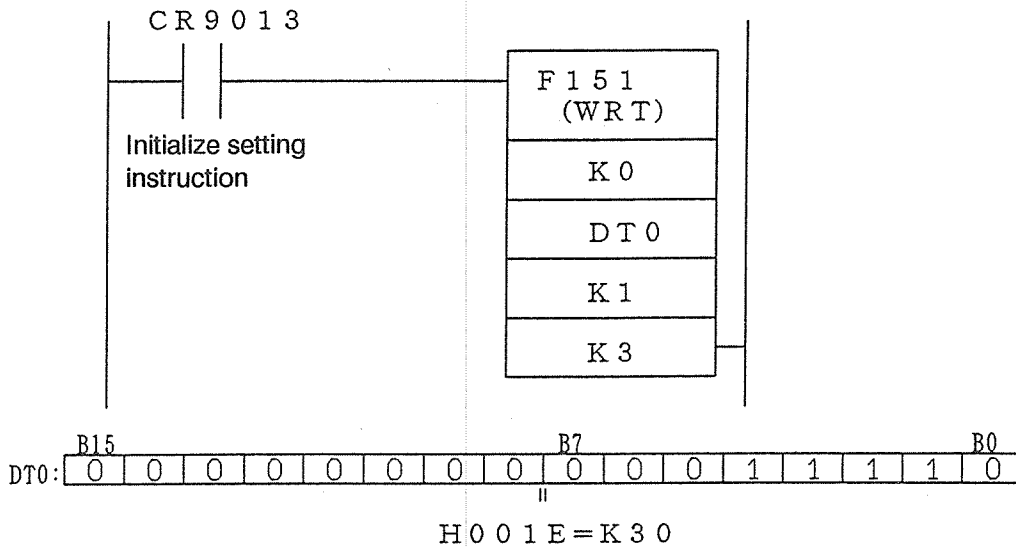 CR9013
F151
(WRT)
Initialize setting
instruction
K0
DT0
K1
K3
B15 B7 B0
DT0: 0 0 0 0 0 0 0 0 0 0 0 1 1 1 1 0
H001E=K30